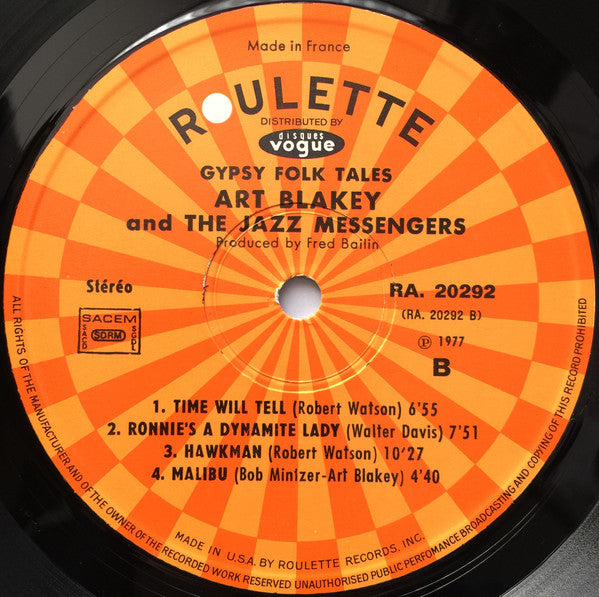 Made in France
ROULETTE
DISTRIBUTED BY
disques
vogue
GYPSY FOLK TALES
ART BLAKEY
and THE JAZZ MESSENGERS
Produced by Fred Bailin
Stéréo
RA. 20292
(RA. 20292 B)
SACEM
SACD
SDRM
SGDL
Ⓟ 1977
B
1. TIME WILL TELL (Robert Watson) 6'55
2. RONNIE'S A DYNAMITE LADY (Walter Davis) 7'51
3. HAWKMAN (Robert Watson) 10'27
4. MALIBU (Bob Mintzer-Art Blakey) 4'40
MADE IN U.S.A. BY ROULETTE RECORDS, INC.
ALL RIGHTS OF THE MANUFACTURER AND OF THE OWNER OF THE RECORDED WORK RESERVED UNAUTHORISED PUBLIC PERFOMANCE BROADCASTING AND COPYING OF THIS RECORD PROHIBITED